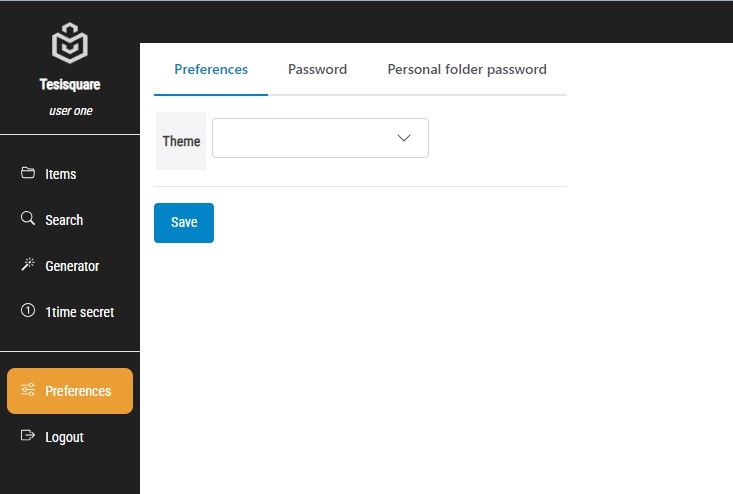 Tesisquare
user one
Items
Search
Generator
1time secret
Preferences
Logout
Preferences Password Personal folder password
Theme
Save